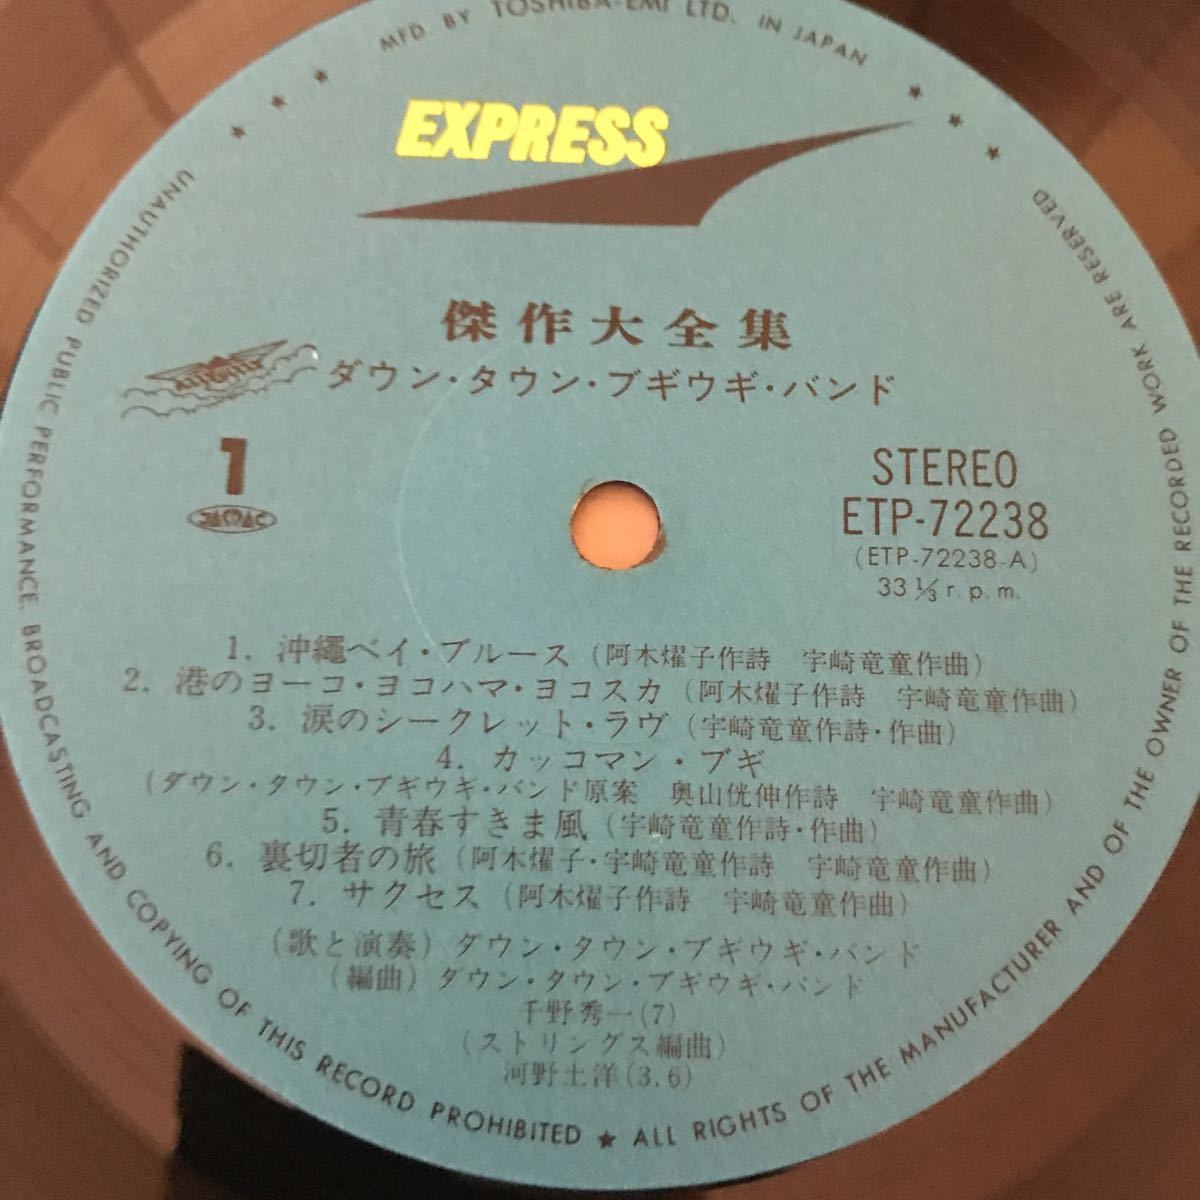 MFD. BY TOSHIBA-EMI LTD. IN JAPAN
EXPRESS
傑作大全集
ダウン・タウン・ブギウギ・バンド
1
STEREO
ETP-72238
(ETP-72238-A)
33 1/3 r.p.m.
1. 沖繩ベイ・ブルース (阿木燿子作詩 宇崎竜童作曲)
2. 港のヨーコ・ヨコハマ・ヨコスカ (阿木燿子作詩 宇崎竜童作曲)
3. 涙のシークレット・ラヴ (宇崎竜童作詩・作曲)
4. カッコマン・ブギ
(ダウン・タウン・ブギウギ・バンド原案 奥山侊伸作詩 宇崎竜童作曲)
5. 青春すきま風 (宇崎竜童作詩・作曲)
6. 裏切者の旅 (阿木燿子・宇崎竜童作詩 宇崎竜童作曲)
7. サクセス (阿木燿子作詩 宇崎竜童作曲)
(歌と演奏) ダウン・タウン・ブギウギ・バンド
(編曲) ダウン・タウン・ブギウギ・バンド
千野秀一(7)
(ストリングス編曲)
河野土洋(3.6)
UNAUTHORIZED PUBLIC PERFORMANCE, BROADCASTING AND COPYING OF THIS RECORD PROHIBITED ★ ALL RIGHTS OF THE MANUFACTURER AND OF THE OWNER OF THE RECORDED WORK ARE RESERVED